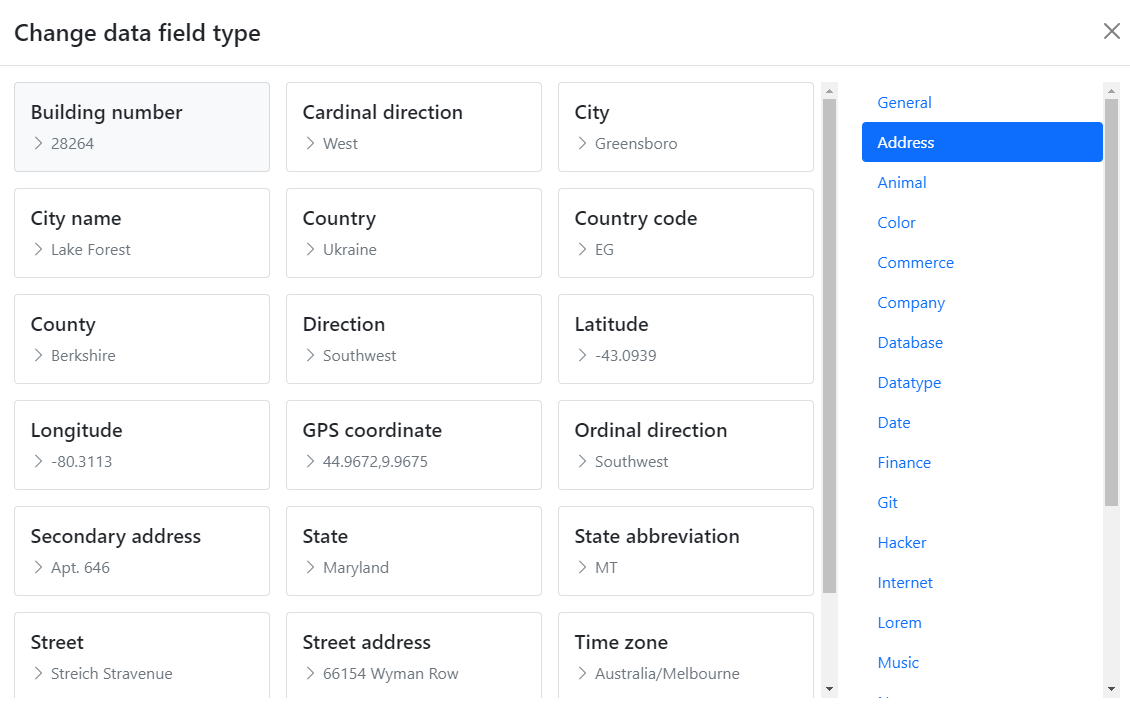 Change data field type
Building number
28264
Cardinal direction
West
City
Greensboro
City name
Lake Forest
Country
Ukraine
Country code
EG
County
Berkshire
Direction
Southwest
Latitude
-43.0939
Longitude
-80.3113
GPS coordinate
44.9672,9.9675
Ordinal direction
Southwest
Secondary address
Apt. 646
State
Maryland
State abbreviation
MT
Street
Streich Stravenue
Street address
66154 Wyman Row
Time zone
Australia/Melbourne
General
Address
Animal
Color
Commerce
Company
Database
Datatype
Date
Finance
Git
Hacker
Internet
Lorem
Music